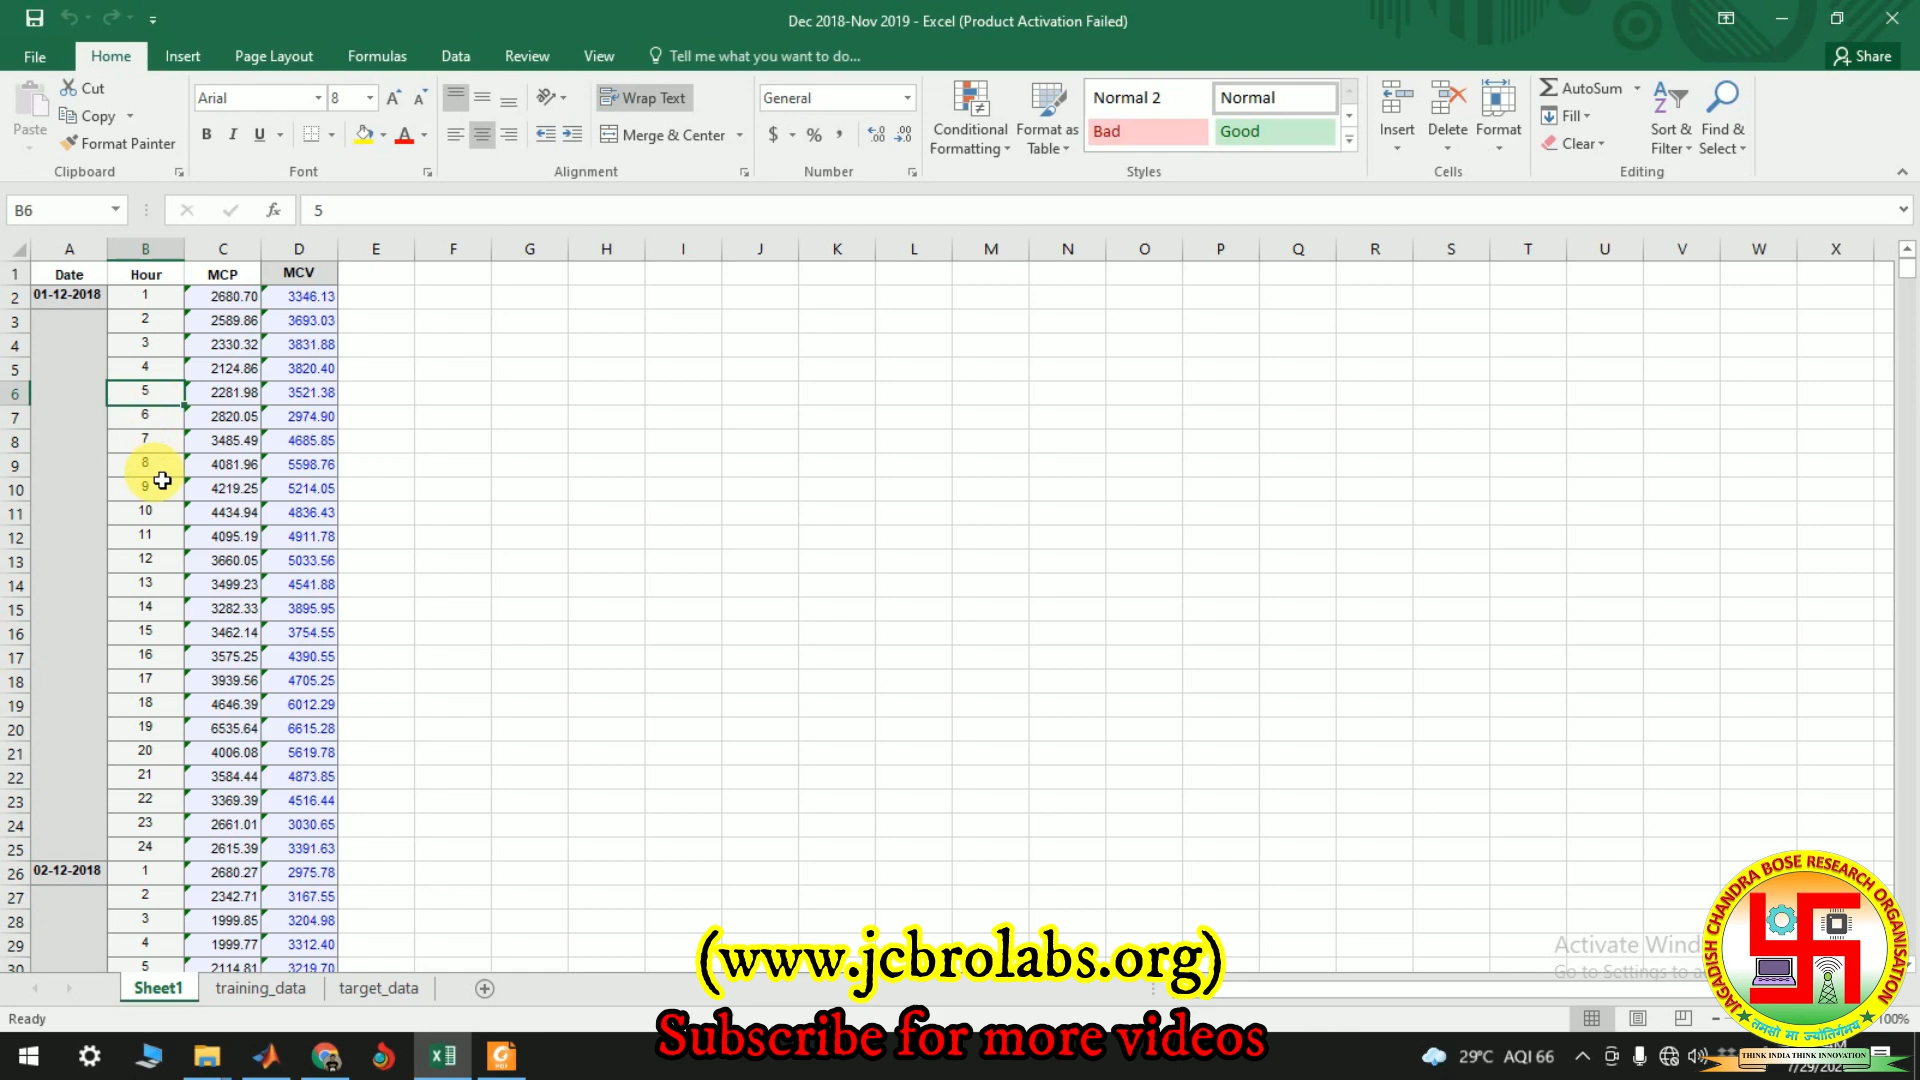 Dec 2018-Nov 2019 - Excel (Product Activation Failed)
File Home Insert Page Layout Formulas Data Review View Tell me what you want to do... Share
Paste Cut Copy Format Painter Clipboard
Arial 8 B I U Font
Wrap Text Merge & Center Alignment
General $ % Number
Conditional Formatting Format as Table Normal 2 Normal Bad Good Styles
Insert Delete Format Cells
AutoSum Fill Clear Sort & Filter Find & Select Editing
B6 fx 5
A B C D E F G H I J K L M N O P Q R S T U V W X
1 Date Hour MCP MCV
2 01-12-2018 1 2680.70 3346.13
3 2 2589.86 3693.03
4 3 2330.32 3831.88
5 4 2124.86 3820.40
6 5 2281.98 3521.38
7 6 2820.05 2974.90
8 7 3485.49 4685.85
9 8 4081.96 5598.76
10 9 4219.25 5214.05
11 10 4434.94 4836.43
12 11 4095.19 4911.78
13 12 3660.05 5033.56
14 13 3499.23 4541.88
15 14 3282.33 3895.95
16 15 3462.14 3754.55
17 16 3575.25 4390.55
18 17 3939.56 4705.25
19 18 4646.39 6012.29
20 19 6535.64 6615.28
21 20 4006.08 5619.78
22 21 3584.44 4873.85
23 22 3369.39 4516.44
24 23 2661.01 3030.65
25 24 2615.39 3391.63
26 02-12-2018 1 2680.27 2975.78
27 2 2342.71 3167.55
28 3 1999.85 3204.98
29 4 1999.77 3312.40
30 5 2114.81 3219.70
Activate Wind
Go to Settings to a
(www.jcbrolabs.org)
Subscribe for more videos
JAGADISH CHANDRA BOSE RESEARCH ORGANISATION
तमसो मा ज्योतिर्गमय
THINK INDIA THINK INNOVATION
Sheet1 training_data target_data
Ready 100%
29°C AQI 66
7/29/202